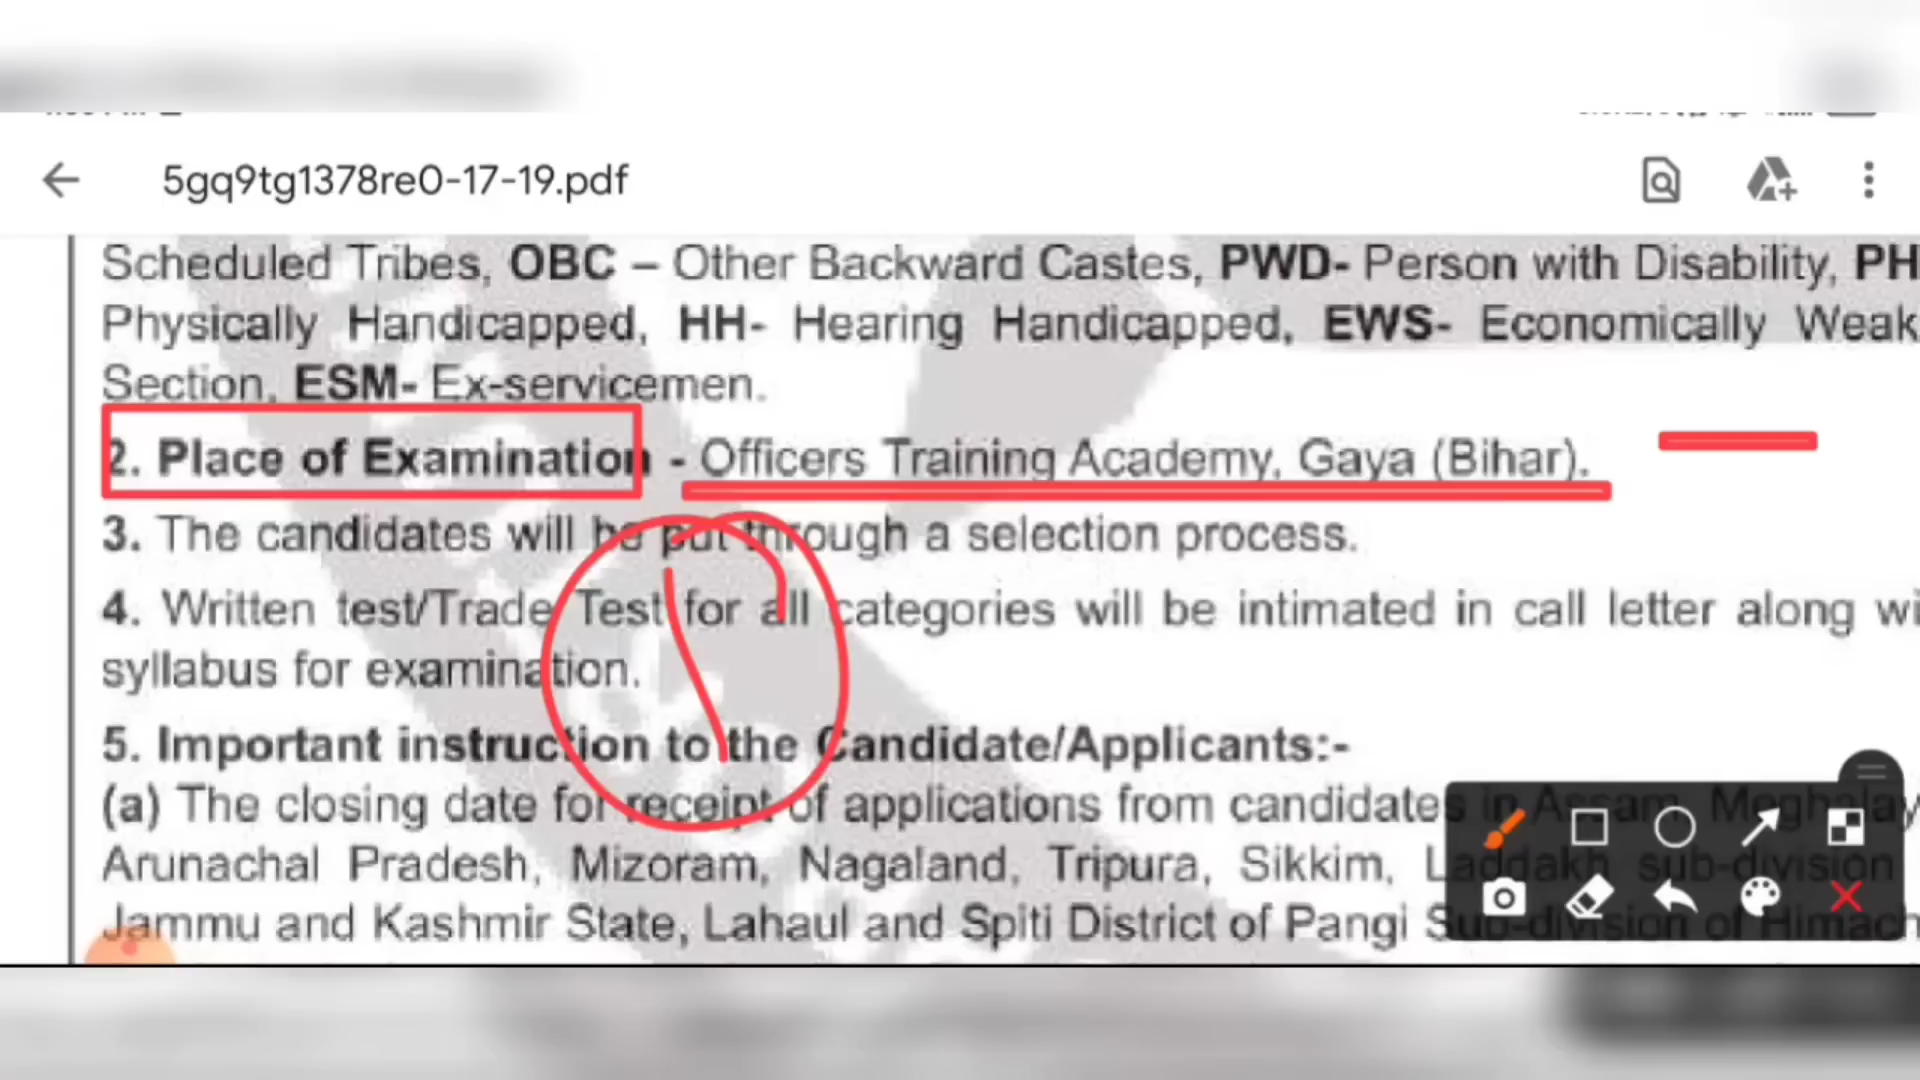 5gq9tg1378re0-17-19.pdf
Scheduled Tribes, OBC – Other Backward Castes, PWD- Person with Disability, PH
Physically Handicapped, HH- Hearing Handicapped, EWS- Economically Weak
Section, ESM- Ex-servicemen.
2. Place of Examination - Officers Training Academy, Gaya (Bihar).
3. The candidates will be put through a selection process.
4. Written test/Trade Test for all categories will be intimated in call letter along wi
syllabus for examination.
5. Important instruction to the Candidate/Applicants:-
(a) The closing date for receipt of applications from candidates in Assam, Meghalay
Arunachal Pradesh, Mizoram, Nagaland, Tripura, Sikkim, Laddakh sub-division
Jammu and Kashmir State, Lahaul and Spiti District of Pangi Sub-division of Himach